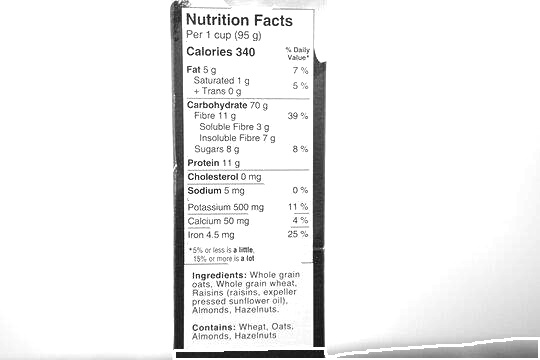 Nutrition Facts
Per 1 cup (95 g)
Calories 340 % Daily Value*
Fat 5 g 7 %
Saturated 1 g
+ Trans 0 g 5 %
Carbohydrate 70 g
Fibre 11 g 39 %
Soluble Fibre 3 g
Insoluble Fibre 7 g
Sugars 8 g 8 %
Protein 11 g
Cholesterol 0 mg
Sodium 5 mg 0 %
Potassium 500 mg 11 %
Calcium 50 mg 4 %
Iron 4.5 mg 25 %
*5% or less is a little,
15% or more is a lot
Ingredients: Whole grain
oats, Whole grain wheat,
Raisins (raisins, expeller
pressed sunflower oil),
Almonds, Hazelnuts.
Contains: Wheat, Oats,
Almonds, Hazelnuts